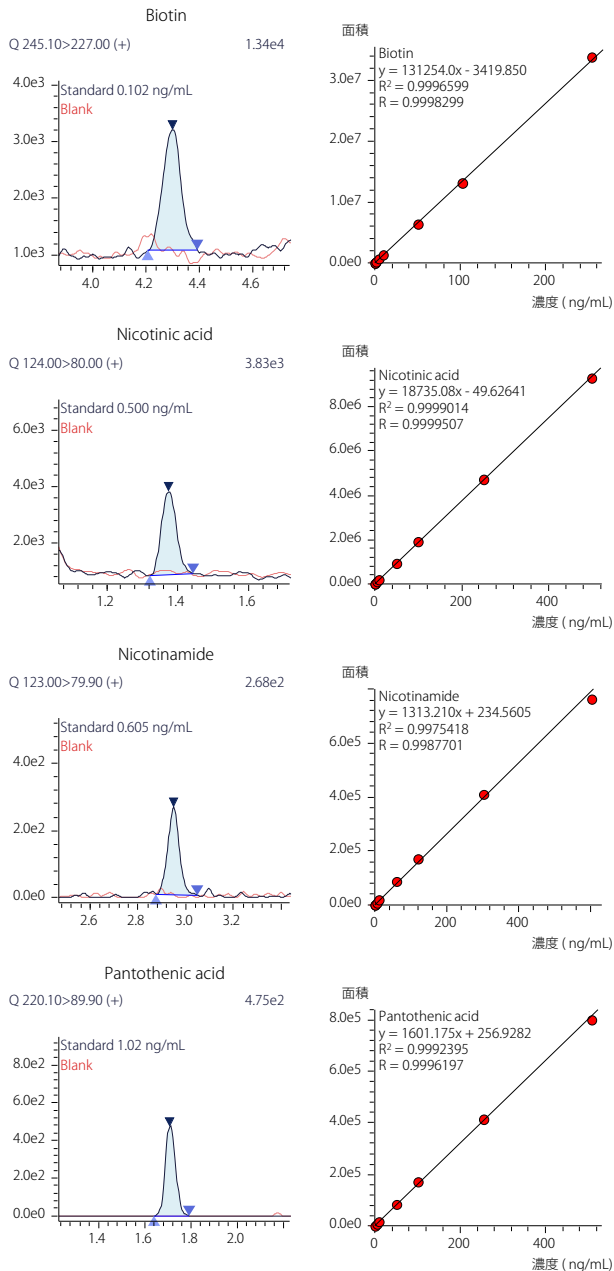 Biotin
Q 245.10>227.00 (+) 1.34e4
4.0e3
Standard 0.102 ng/mL
Blank
3.0e3
2.0e3
1.0e3
4.0 4.2 4.4 4.6
面積
Biotin
y = 131254.0x - 3419.850
R² = 0.9996599
R = 0.9998299
3.0e7
2.0e7
1.0e7
0.0e0
0 100 200
濃度 ( ng/mL)
Nicotinic acid
Q 124.00>80.00 (+) 3.83e3
Standard 0.500 ng/mL
Blank
6.0e3
4.0e3
2.0e3
1.2 1.4 1.6
面積
Nicotinic acid
y = 18735.08x - 49.62641
R² = 0.9999014
R = 0.9999507
8.0e6
6.0e6
4.0e6
2.0e6
0.0e0
0 200 400
濃度 ( ng/mL)
Nicotinamide
Q 123.00>79.90 (+) 2.68e2
Standard 0.605 ng/mL
Blank
4.0e2
2.0e2
0.0e0
2.6 2.8 3.0 3.2
面積
Nicotinamide
y = 1313.210x + 234.5605
R² = 0.9975418
R = 0.9987701
6.0e5
4.0e5
2.0e5
0.0e0
0 200 400
濃度 ( ng/mL)
Pantothenic acid
Q 220.10>89.90 (+) 4.75e2
Standard 1.02 ng/mL
Blank
8.0e2
6.0e2
4.0e2
2.0e2
0.0e0
1.4 1.6 1.8 2.0
面積
Pantothenic acid
y = 1601.175x + 256.9282
R² = 0.9992395
R = 0.9996197
8.0e5
6.0e5
4.0e5
2.0e5
0.0e0
0 200 400
濃度 ( ng/mL)